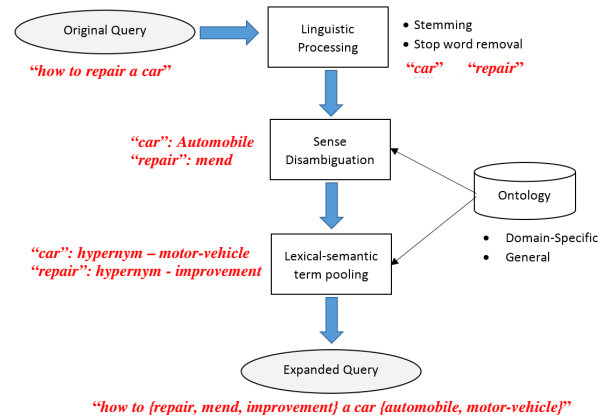 Original Query
Linguistic
Processing
● Stemming
● Stop word removal
“how to repair a car”
“car” “repair”
“car”: Automobile
“repair”: mend
Sense
Disambiguation
Ontology
● Domain-Specific
● General
“car”: hypernym – motor-vehicle
“repair”: hypernym - improvement
Lexical-semantic
term pooling
Expanded Query
“how to {repair, mend, improvement} a car {automobile, motor-vehicle}”